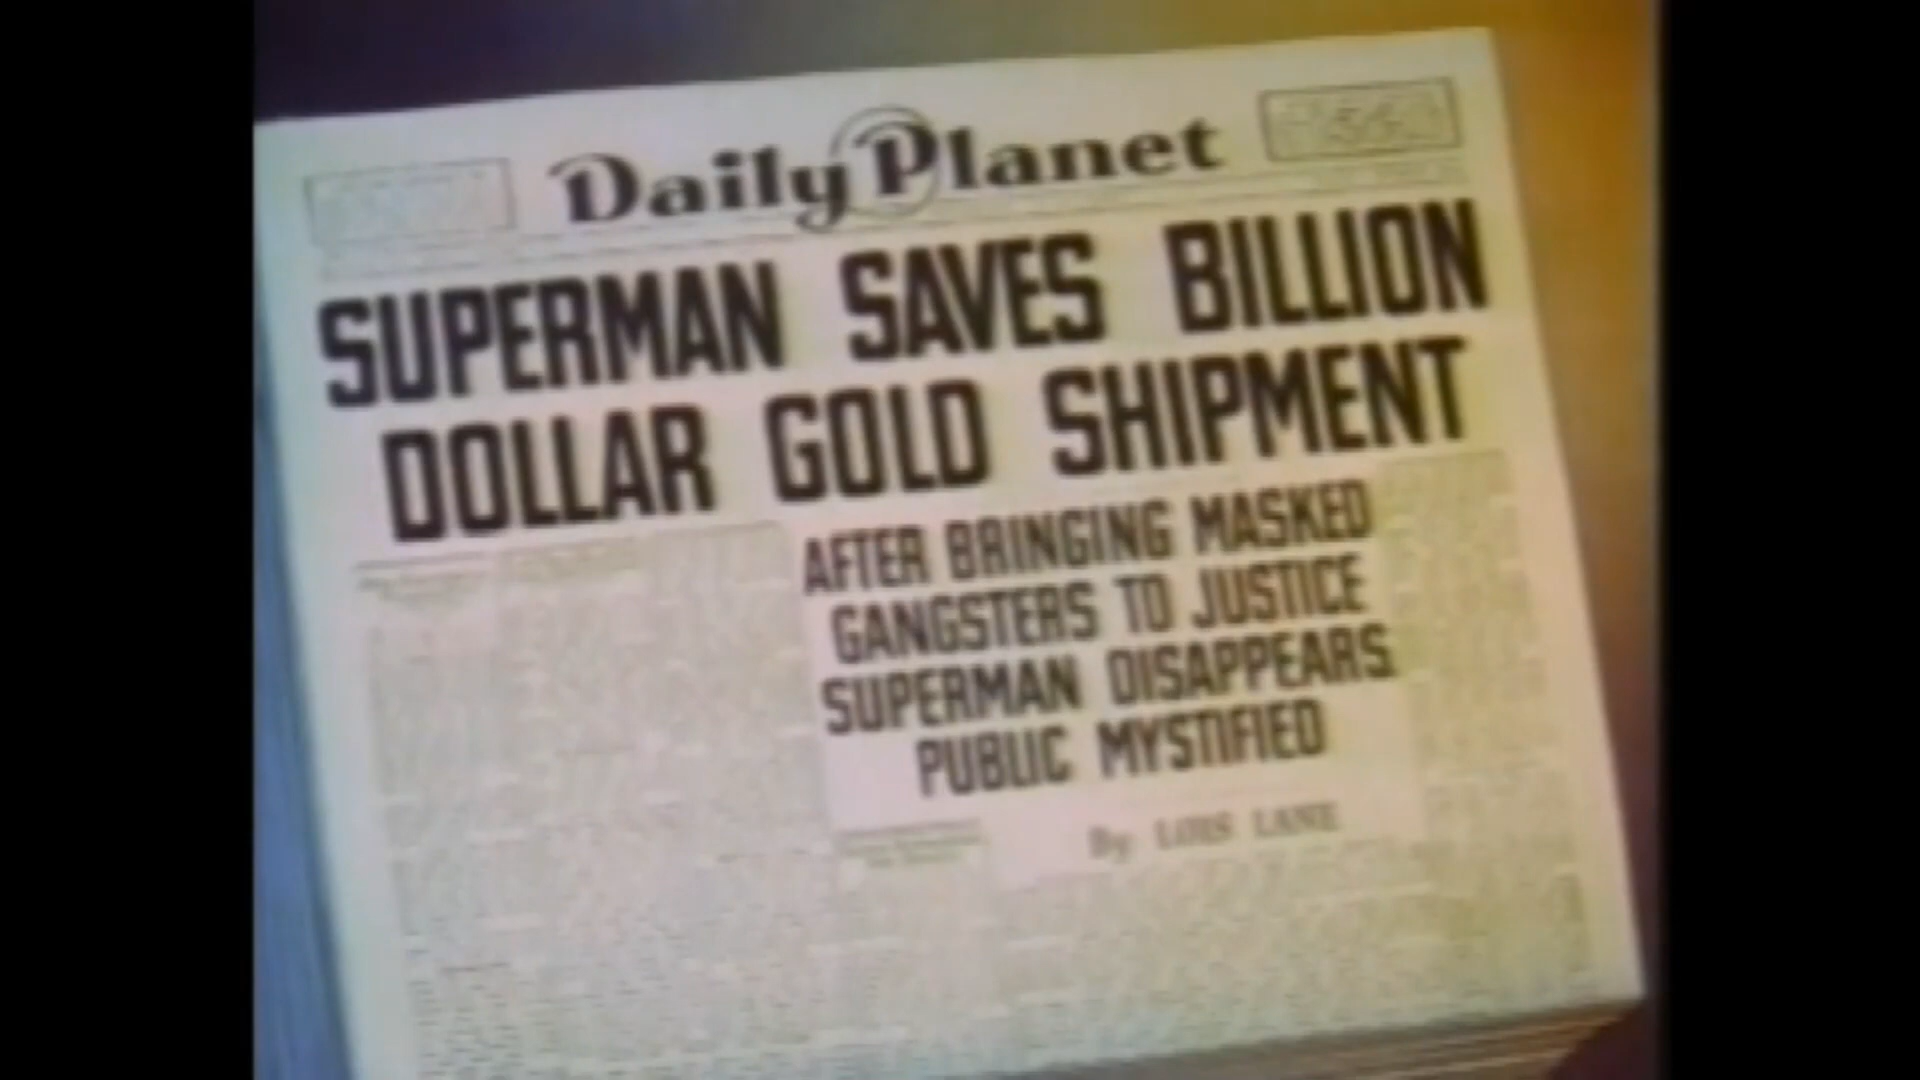 Daily Planet
SUPERMAN SAVES BILLION
DOLLAR GOLD SHIPMENT
AFTER BRINGING MASKED
GANGSTERS TO JUSTICE
SUPERMAN DISAPPEARS
PUBLIC MYSTIFIED
By LOIS LANE